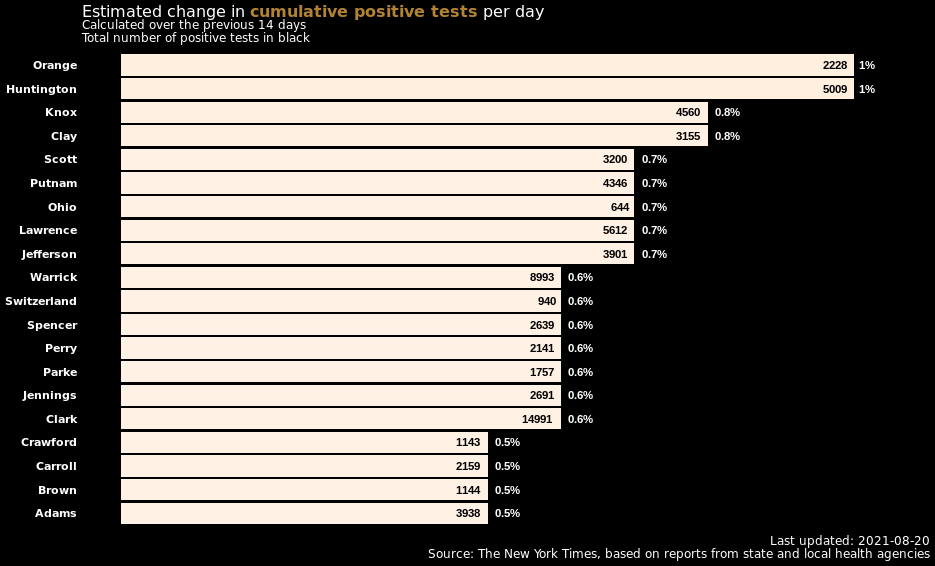 Estimated change in cumulative positive tests per day
Calculated over the previous 14 days
Total number of positive tests in black
Orange 2228 1%
Huntington 5009 1%
Knox 4560 0.8%
Clay 3155 0.8%
Scott 3200 0.7%
Putnam 4346 0.7%
Ohio 644 0.7%
Lawrence 5612 0.7%
Jefferson 3901 0.7%
Warrick 8993 0.6%
Switzerland 940 0.6%
Spencer 2639 0.6%
Perry 2141 0.6%
Parke 1757 0.6%
Jennings 2691 0.6%
Clark 14991 0.6%
Crawford 1143 0.5%
Carroll 2159 0.5%
Brown 1144 0.5%
Adams 3938 0.5%
Last updated: 2021-08-20
Source: The New York Times, based on reports from state and local health agencies